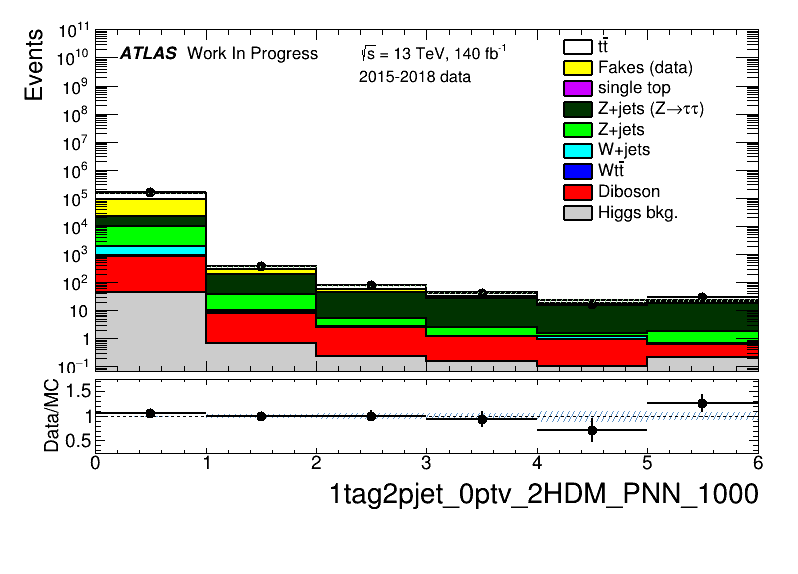 Events
10¹¹
10¹⁰
10⁹
10⁸
10⁷
10⁶
10⁵
10⁴
10³
10²
10
1
10⁻¹
ATLAS Work In Progress
√s = 13 TeV, 140 fb⁻¹
2015-2018 data
tt̄
Fakes (data)
single top
Z+jets (Z→ττ)
Z+jets
W+jets
Wtt̄
Diboson
Higgs bkg.
Data/MC
1.5
1
0.5
0 1 2 3 4 5 6
1tag2pjet_0ptv_2HDM_PNN_1000